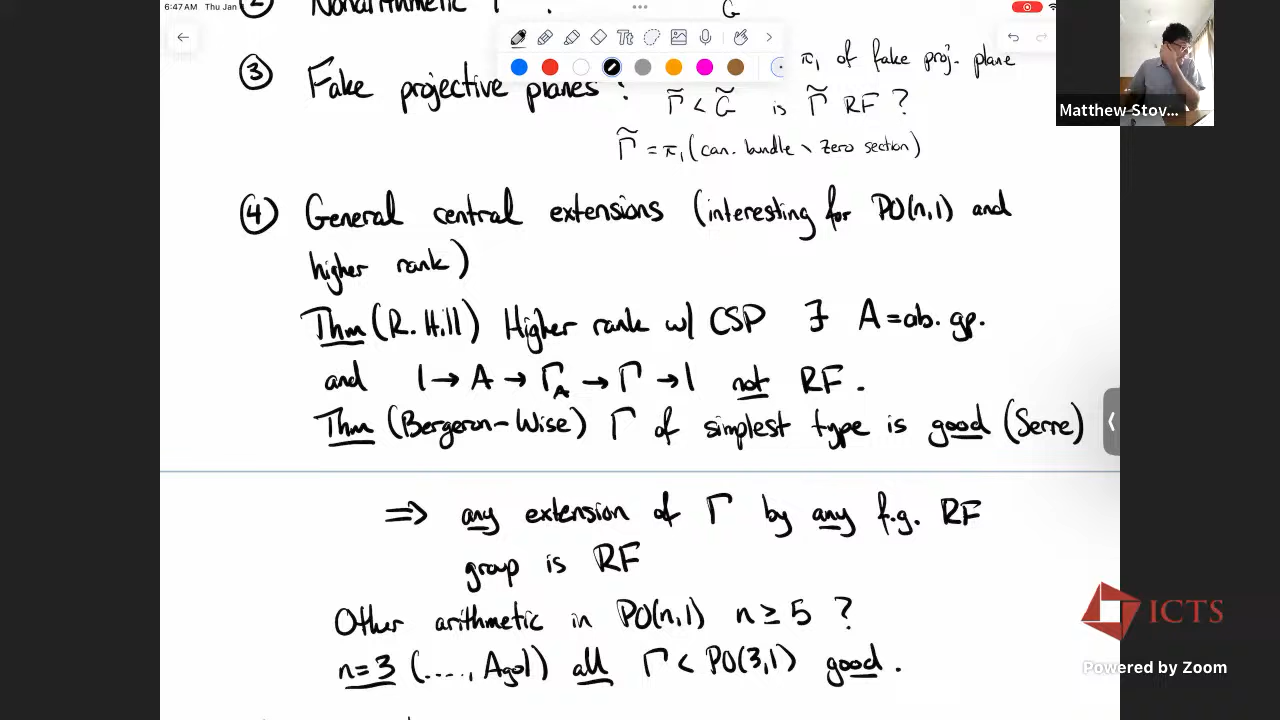 6:47AM Thu Jan
② Nonarithmetic Γ ?
G
③ Fake projective planes?
π₁ of fake proj. plane
Γ̃ < G̃ is Γ̃ RF ?
Γ̃ = π₁(can. bundle \ zero section)
④ General central extensions (interesting for PO(n,1) and
higher rank)
Thm (R. Hill) Higher rank w/ CSP ∃ A = ab. gp.
and 1 → A → Γ_A → Γ → 1 not RF.
Thm (Bergeron-Wise) Γ of simplest type is good (Serre)
⇒ any extension of Γ by any f.g. RF
group is RF
Other arithmetic in PO(n,1) n ≥ 5 ?
n=3 (...., Agol) all Γ < PO(3,1) good.
Matthew Stov...
ICTS
Powered by Zoom